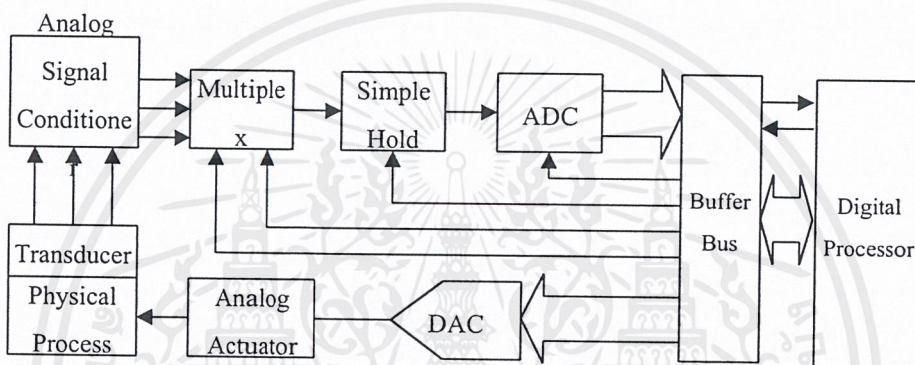 Analog
Signal
Conditione
r
Multiple
x
Simple
Hold
ADC
Buffer
Bus
Digital
Processor
Transducer
Physical
Process
Analog
Actuator
DAC